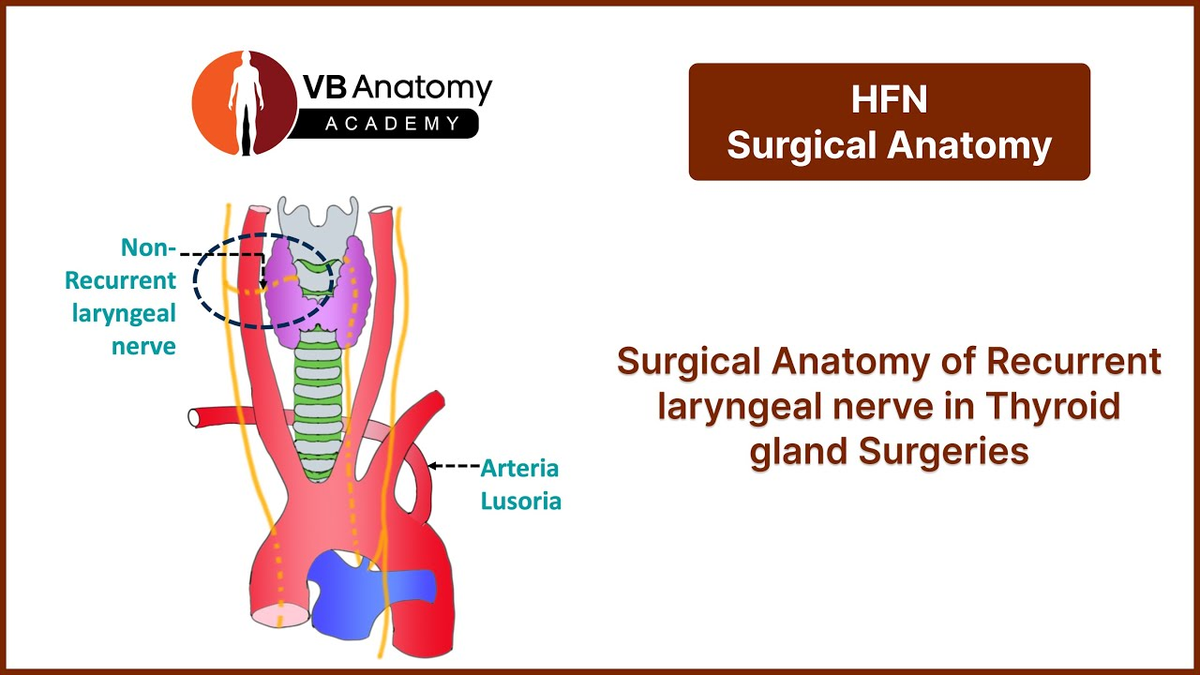 VB Anatomy
ACADEMY
HFN
Surgical Anatomy
Non-
Recurrent
laryngeal
nerve
Arteria
Lusoria
Surgical Anatomy of Recurrent
laryngeal nerve in Thyroid
gland Surgeries